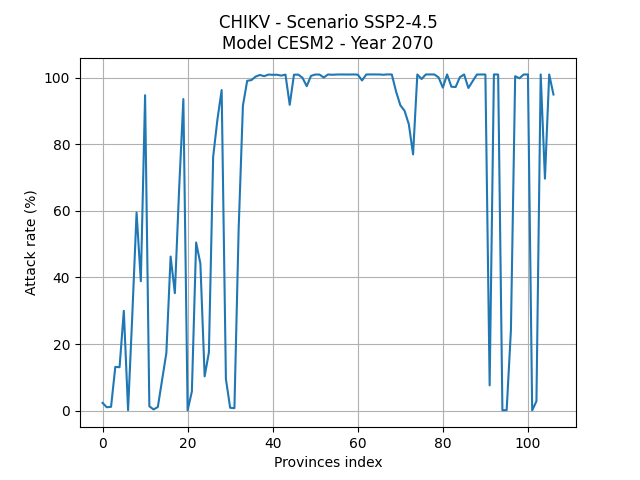 CHIKV - Scenario SSP2-4.5
Model CESM2 - Year 2070
100
80
60
40
20
0
Attack rate (%)
0 20 40 60 80 100
Provinces index